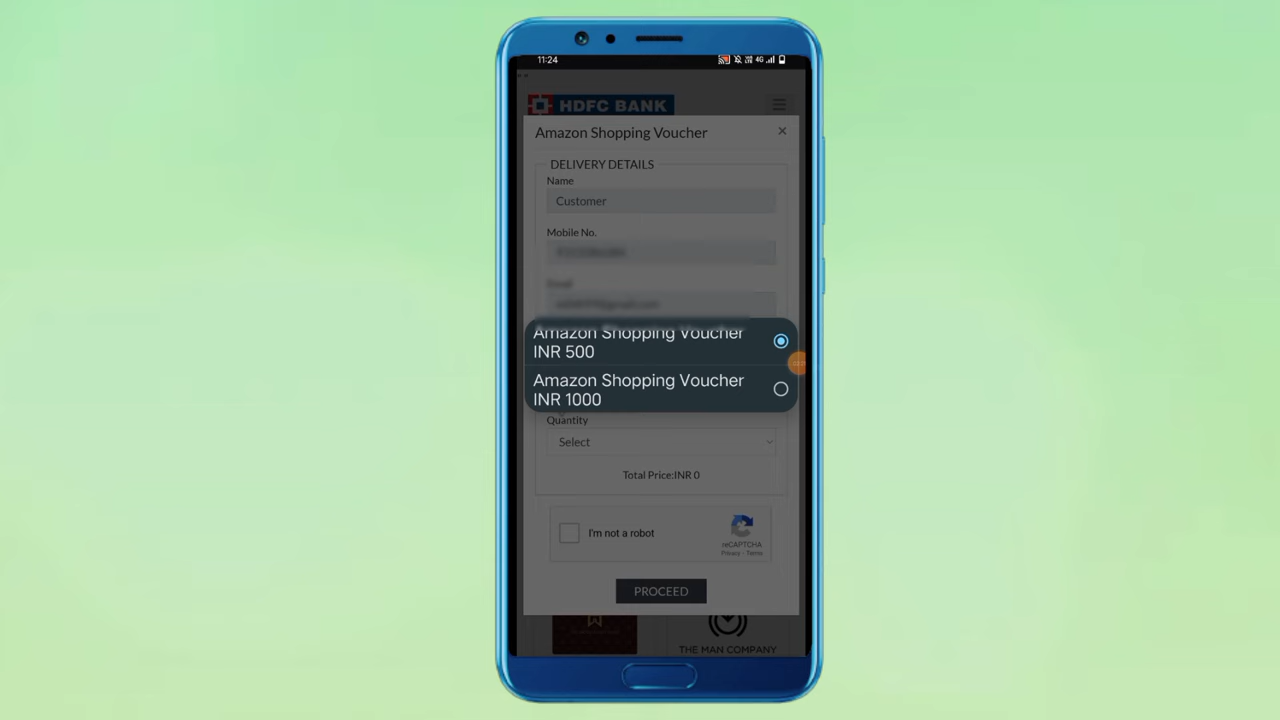 11:24
4G
HDFC BANK
Amazon Shopping Voucher
×
DELIVERY DETAILS
Name
Customer
Mobile No.
Email
Amazon Shopping Voucher
INR 500
Amazon Shopping Voucher
INR 1000
Quantity
Select
Total Price:INR 0
I'm not a robot
reCAPTCHA
Privacy - Terms
PROCEED
THE MAN COMPANY